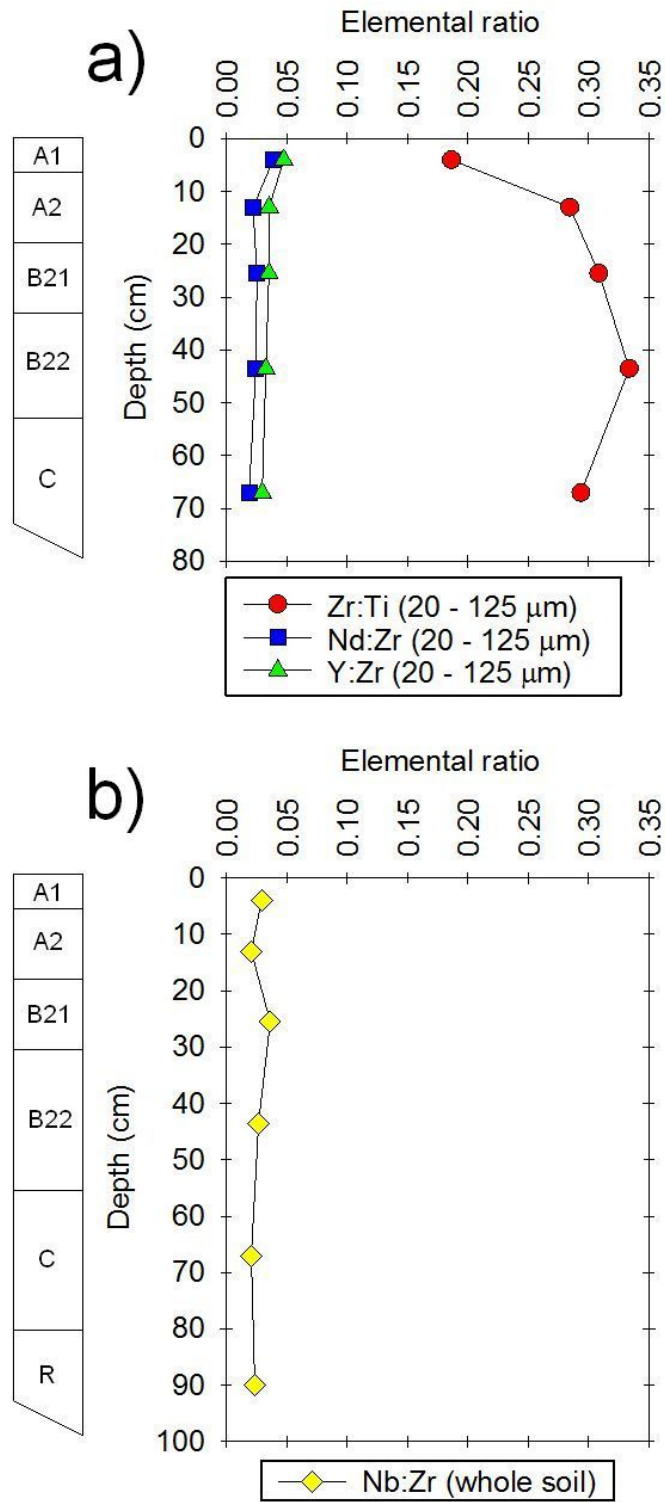 Elemental ratio
a)
0.00 0.05 0.10 0.15 0.20 0.25 0.30 0.35
A1
A2
B21
B22
C
Depth (cm)
0
10
20
30
40
50
60
70
80
Zr:Ti (20 - 125 μm)
Nd:Zr (20 - 125 μm)
Y:Zr (20 - 125 μm)
Elemental ratio
b)
0.00 0.05 0.10 0.15 0.20 0.25 0.30 0.35
A1
A2
B21
B22
C
R
Depth (cm)
0
10
20
30
40
50
60
70
80
90
100
Nb:Zr (whole soil)